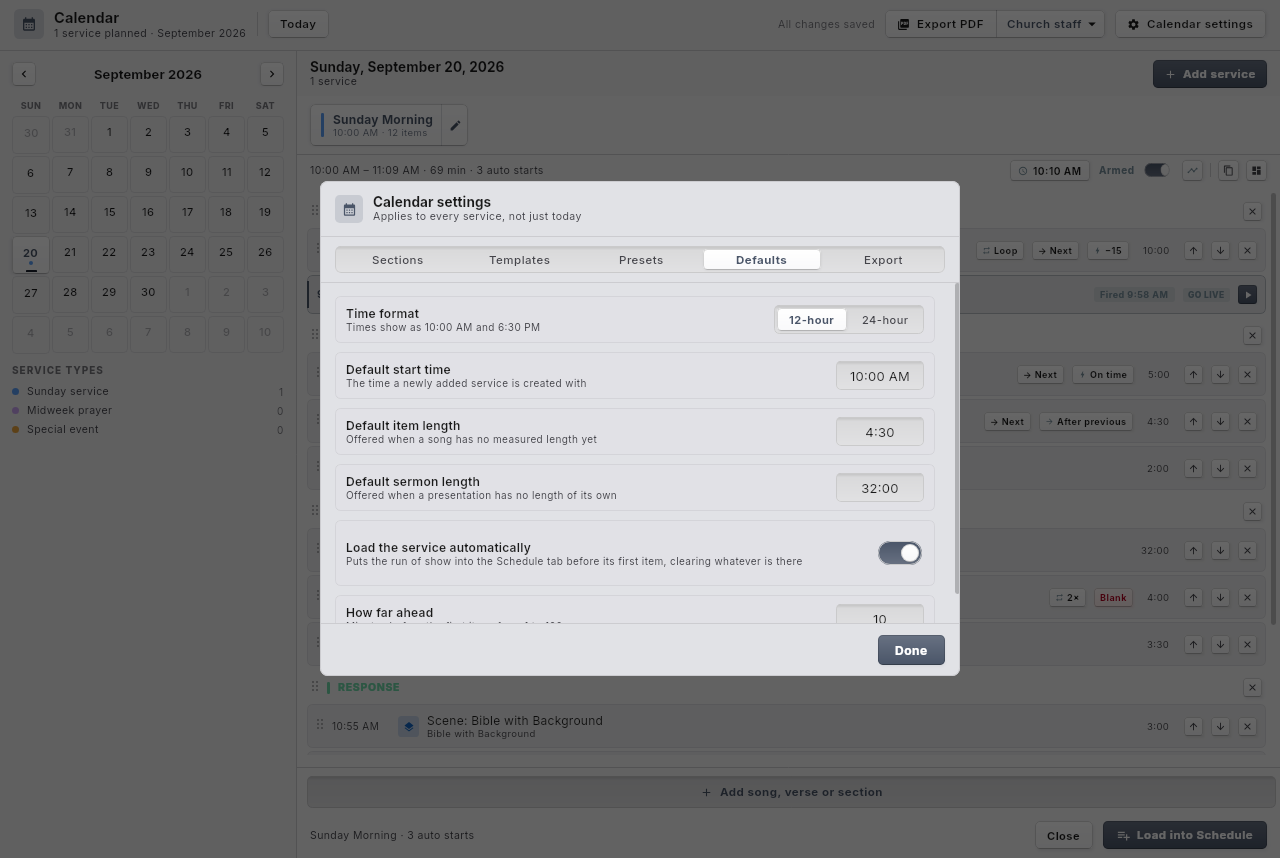 Calendar
1 service planned · September 2026
Today
All changes saved
Export PDF
Church staff
Calendar settings
September 2026
SUN MON TUE WED THU FRI SAT
30 31 1 2 3 4 5
6 7 8 9 10 11 12
13 14 15 16 17 18 19
20 21 22 23 24 25 26
27 28 29 30 1 2 3
4 5 6 7 8 9 10
SERVICE TYPES
Sunday service 1
Midweek prayer 0
Special event 0
Sunday, September 20, 2026
1 service
Add service
Sunday Morning
10:00 AM · 12 items
10:00 AM – 11:09 AM · 69 min · 3 auto starts
10:10 AM
Armed
Loop Next −15 10:00
Fired 9:58 AM GO LIVE
Next On time 5:00
Next After previous 4:30
2:00
32:00
2× Blank 4:00
3:30
Calendar settings
Applies to every service, not just today
Sections Templates Presets Defaults Export
Time format
Times show as 10:00 AM and 6:30 PM
12-hour 24-hour
Default start time
The time a newly added service is created with
10:00 AM
Default item length
Offered when a song has no measured length yet
4:30
Default sermon length
Offered when a presentation has no length of its own
32:00
Load the service automatically
Puts the run of show into the Schedule tab before its first item, clearing whatever is there
How far ahead
10
Done
RESPONSE
10:55 AM
Scene: Bible with Background
Bible with Background
3:00
Add song, verse or section
Sunday Morning · 3 auto starts
Close
Load into Schedule